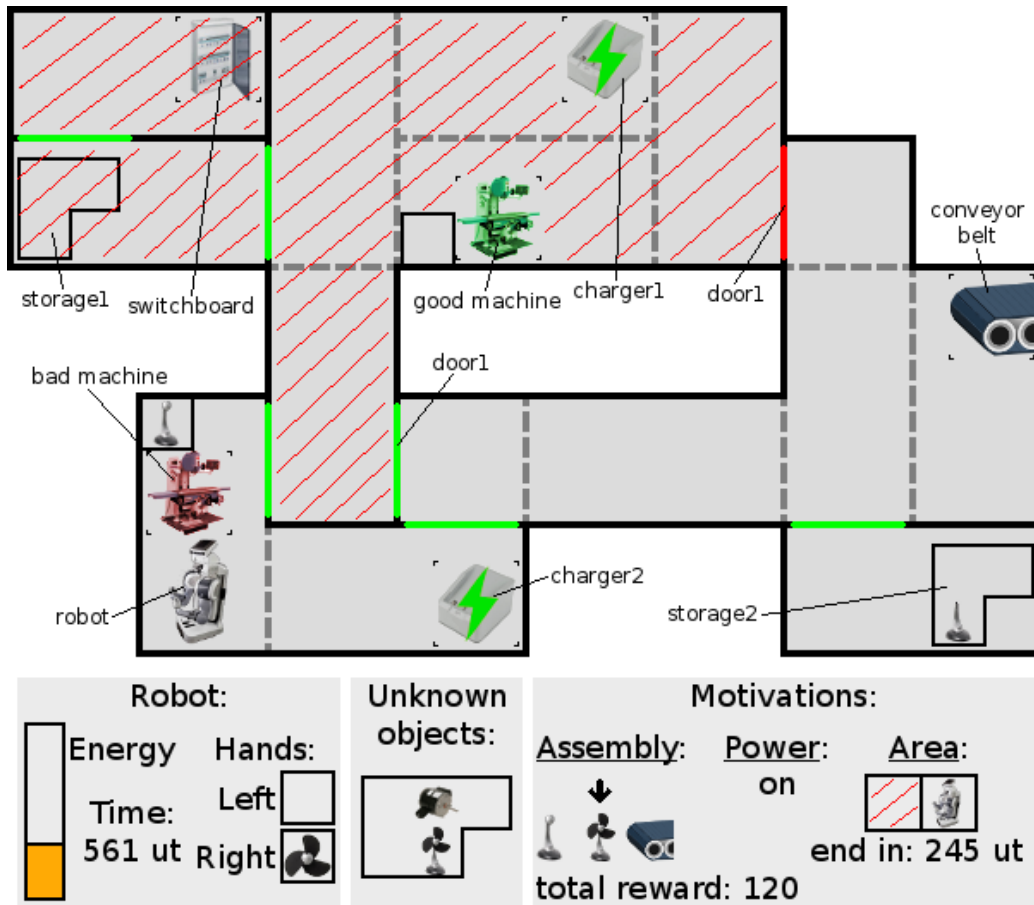 conveyor
belt
storage1
switchboard
good machine
charger1
door1
bad machine
door1
robot
charger2
storage2
Robot:
Energy
Hands:
Left
Time:
561 ut
Right
Unknown
objects:
Motivations:
Assembly:
Power:
on
Area:
end in: 245 ut
total reward: 120